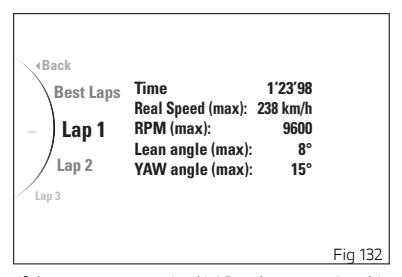 Back
Best Laps
...
Lap 1
Lap 2
Lap 3
Time 1'23'98
Real Speed (max): 238 km/h
RPM (max): 9600
Lean angle (max): 8°
YAW angle (max): 15°
Fig 132